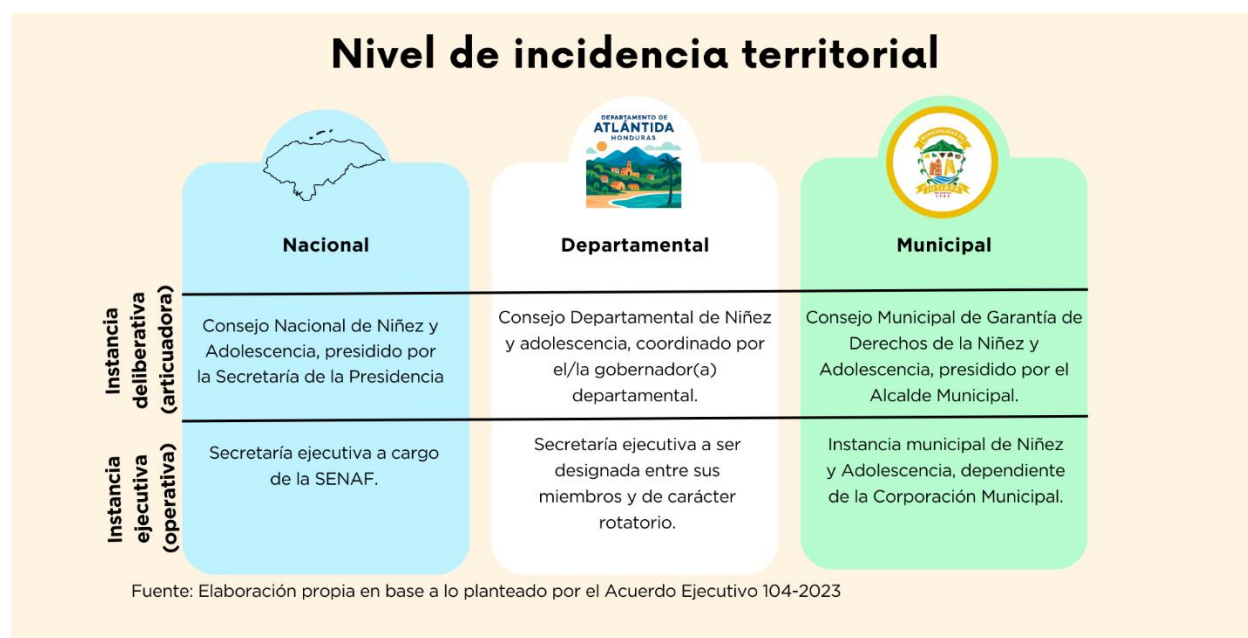 Nivel de incidencia territorial
DEPARTAMENTO DE
ATLÁNTIDA
HONDURAS
Nacional
Departamental
Municipal
Instancia
deliberativa
(articuladora)
Consejo Nacional de Niñez y
Adolescencia, presidido por
la Secretaría de la Presidencia
Consejo Departamental de Niñez
y adolescencia, coordinado por
el/la gobernador(a)
departamental.
Consejo Municipal de Garantía de
Derechos de la Niñez y
Adolescencia, presidido por el
Alcalde Municipal.
Instancia
ejecutiva
(operativa)
Secretaría ejecutiva a cargo
de la SENAF.
Secretaría ejecutiva a ser
designada entre sus
miembros y de carácter
rotatorio.
Instancia municipal de Niñez
y Adolescencia, dependiente
de la Corporación Municipal.
Fuente: Elaboración propia en base a lo planteado por el Acuerdo Ejecutivo 104-2023